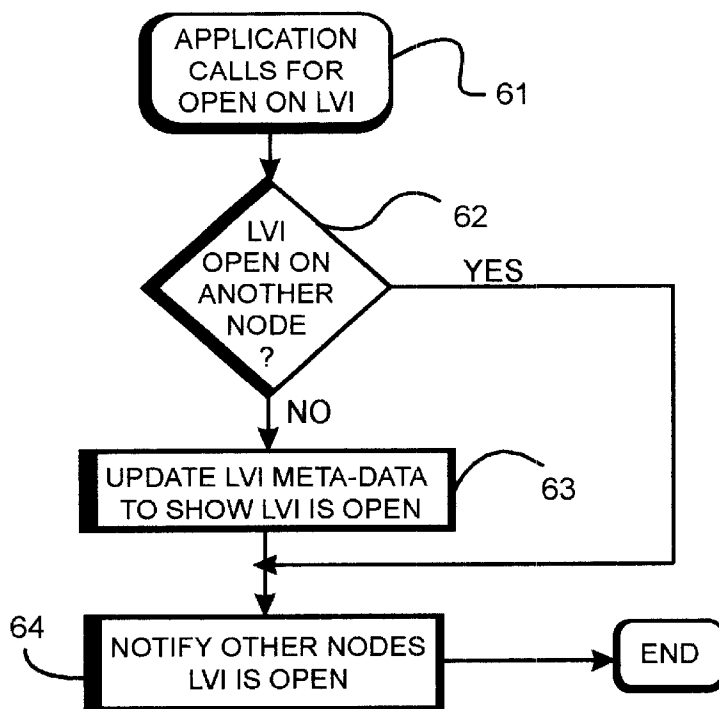 APPLICATION
CALLS FOR
OPEN ON LVI
61
62
LVI
OPEN ON
ANOTHER
NODE
?
YES
NO
UPDATE LVI META-DATA
TO SHOW LVI IS OPEN
63
64
NOTIFY OTHER NODES
LVI IS OPEN
END